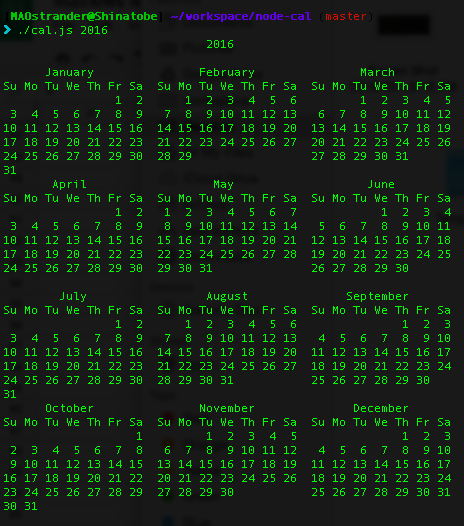 [MAOstrander@Shinatobe] ~/workspace/node-cal [master]
❯ ./cal.js 2016
                             2016

      January               February               March
Su Mo Tu We Th Fr Sa  Su Mo Tu We Th Fr Sa  Su Mo Tu We Th Fr Sa
                1  2      1  2  3  4  5  6         1  2  3  4  5
 3  4  5  6  7  8  9   7  8  9 10 11 12 13   6  7  8  9 10 11 12
10 11 12 13 14 15 16  14 15 16 17 18 19 20  13 14 15 16 17 18 19
17 18 19 20 21 22 23  21 22 23 24 25 26 27  20 21 22 23 24 25 26
24 25 26 27 28 29 30  28 29                 27 28 29 30 31
31
       April                  May                   June
Su Mo Tu We Th Fr Sa  Su Mo Tu We Th Fr Sa  Su Mo Tu We Th Fr Sa
                1  2   1  2  3  4  5  6  7            1  2  3  4
 3  4  5  6  7  8  9   8  9 10 11 12 13 14   5  6  7  8  9 10 11
10 11 12 13 14 15 16  15 16 17 18 19 20 21  12 13 14 15 16 17 18
17 18 19 20 21 22 23  22 23 24 25 26 27 28  19 20 21 22 23 24 25
24 25 26 27 28 29 30  29 30 31              26 27 28 29 30

        July                 August              September
Su Mo Tu We Th Fr Sa  Su Mo Tu We Th Fr Sa  Su Mo Tu We Th Fr Sa
                1  2      1  2  3  4  5  6               1  2  3
 3  4  5  6  7  8  9   7  8  9 10 11 12 13   4  5  6  7  8  9 10
10 11 12 13 14 15 16  14 15 16 17 18 19 20  11 12 13 14 15 16 17
17 18 19 20 21 22 23  21 22 23 24 25 26 27  18 19 20 21 22 23 24
24 25 26 27 28 29 30  28 29 30 31           25 26 27 28 29 30
31
      October               November              December
Su Mo Tu We Th Fr Sa  Su Mo Tu We Th Fr Sa  Su Mo Tu We Th Fr Sa
                   1         1  2  3  4  5               1  2  3
 2  3  4  5  6  7  8   6  7  8  9 10 11 12   4  5  6  7  8  9 10
 9 10 11 12 13 14 15  13 14 15 16 17 18 19  11 12 13 14 15 16 17
16 17 18 19 20 21 22  20 21 22 23 24 25 26  18 19 20 21 22 23 24
23 24 25 26 27 28 29  27 28 29 30           25 26 27 28 29 30 31
30 31